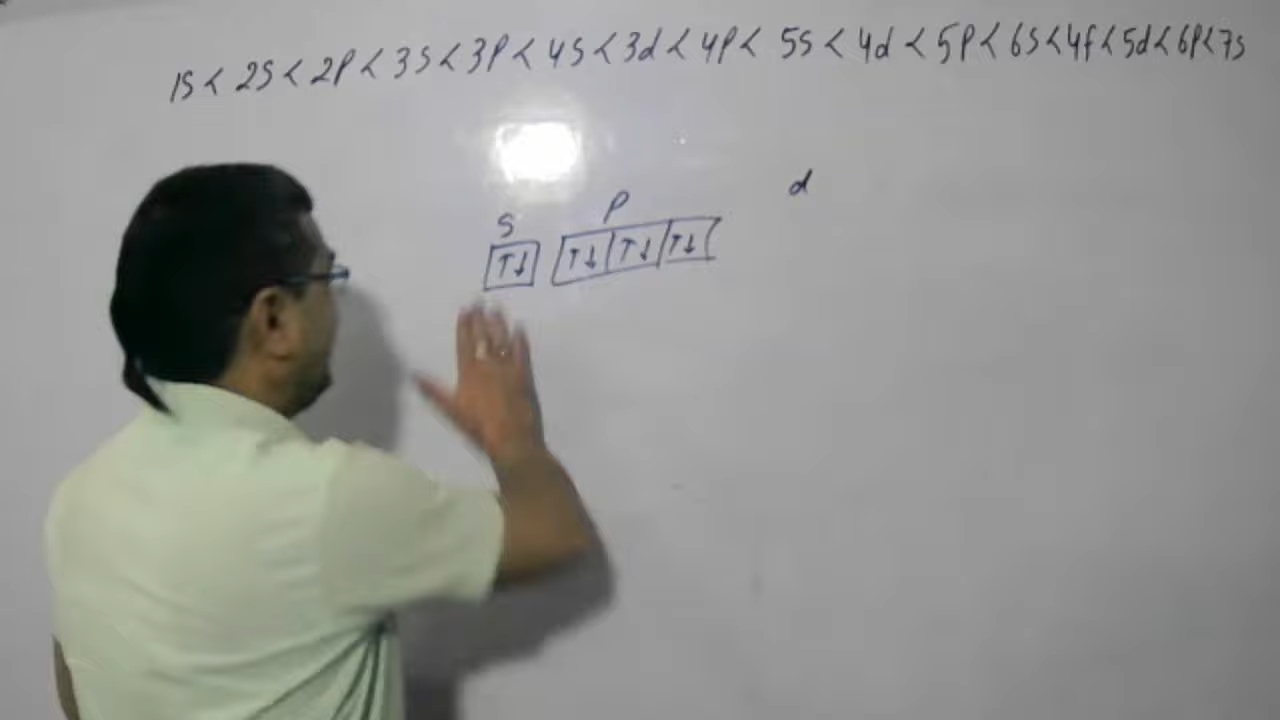 1S < 2S < 2P < 3S < 3P < 4S < 3d < 4P < 5S < 4d < 5P < 6S < 4f < 5d < 6P < 7S
S P d
↑↓ ↑↓ ↑↓ ↑↓